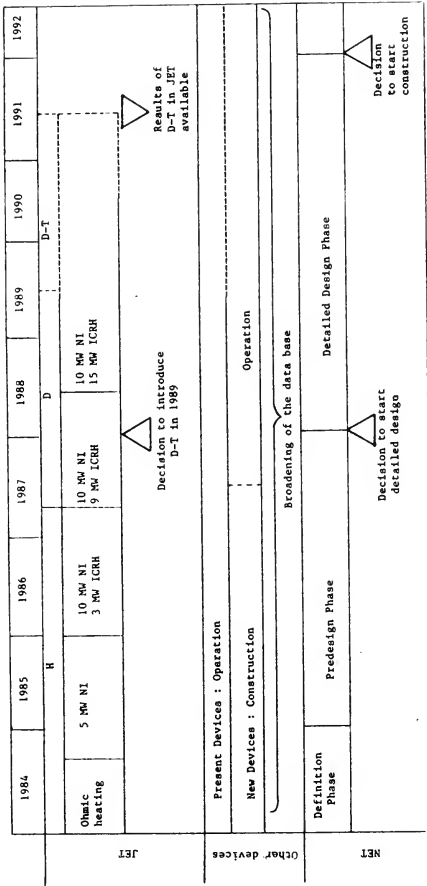 1984 1985 1986 1987 1988 1989 1990 1991 1992
JET
H D D-T
Ohmic
heating
5 MW NI
10 MW NI
3 MW ICRH
10 MW NI
9 MW ICRH
10 MW NI
15 MW ICRH
Decision to introduce
D-T in 1989
Results of
D-T in JET
available
Other devices
Present Devices : Operation
New Devices : Construction
Operation
Broadening of the data base
NET
Definition
Phase
Predesign Phase
Detailed Design Phase
Decision to start
detailed design
Decision
to start
construction